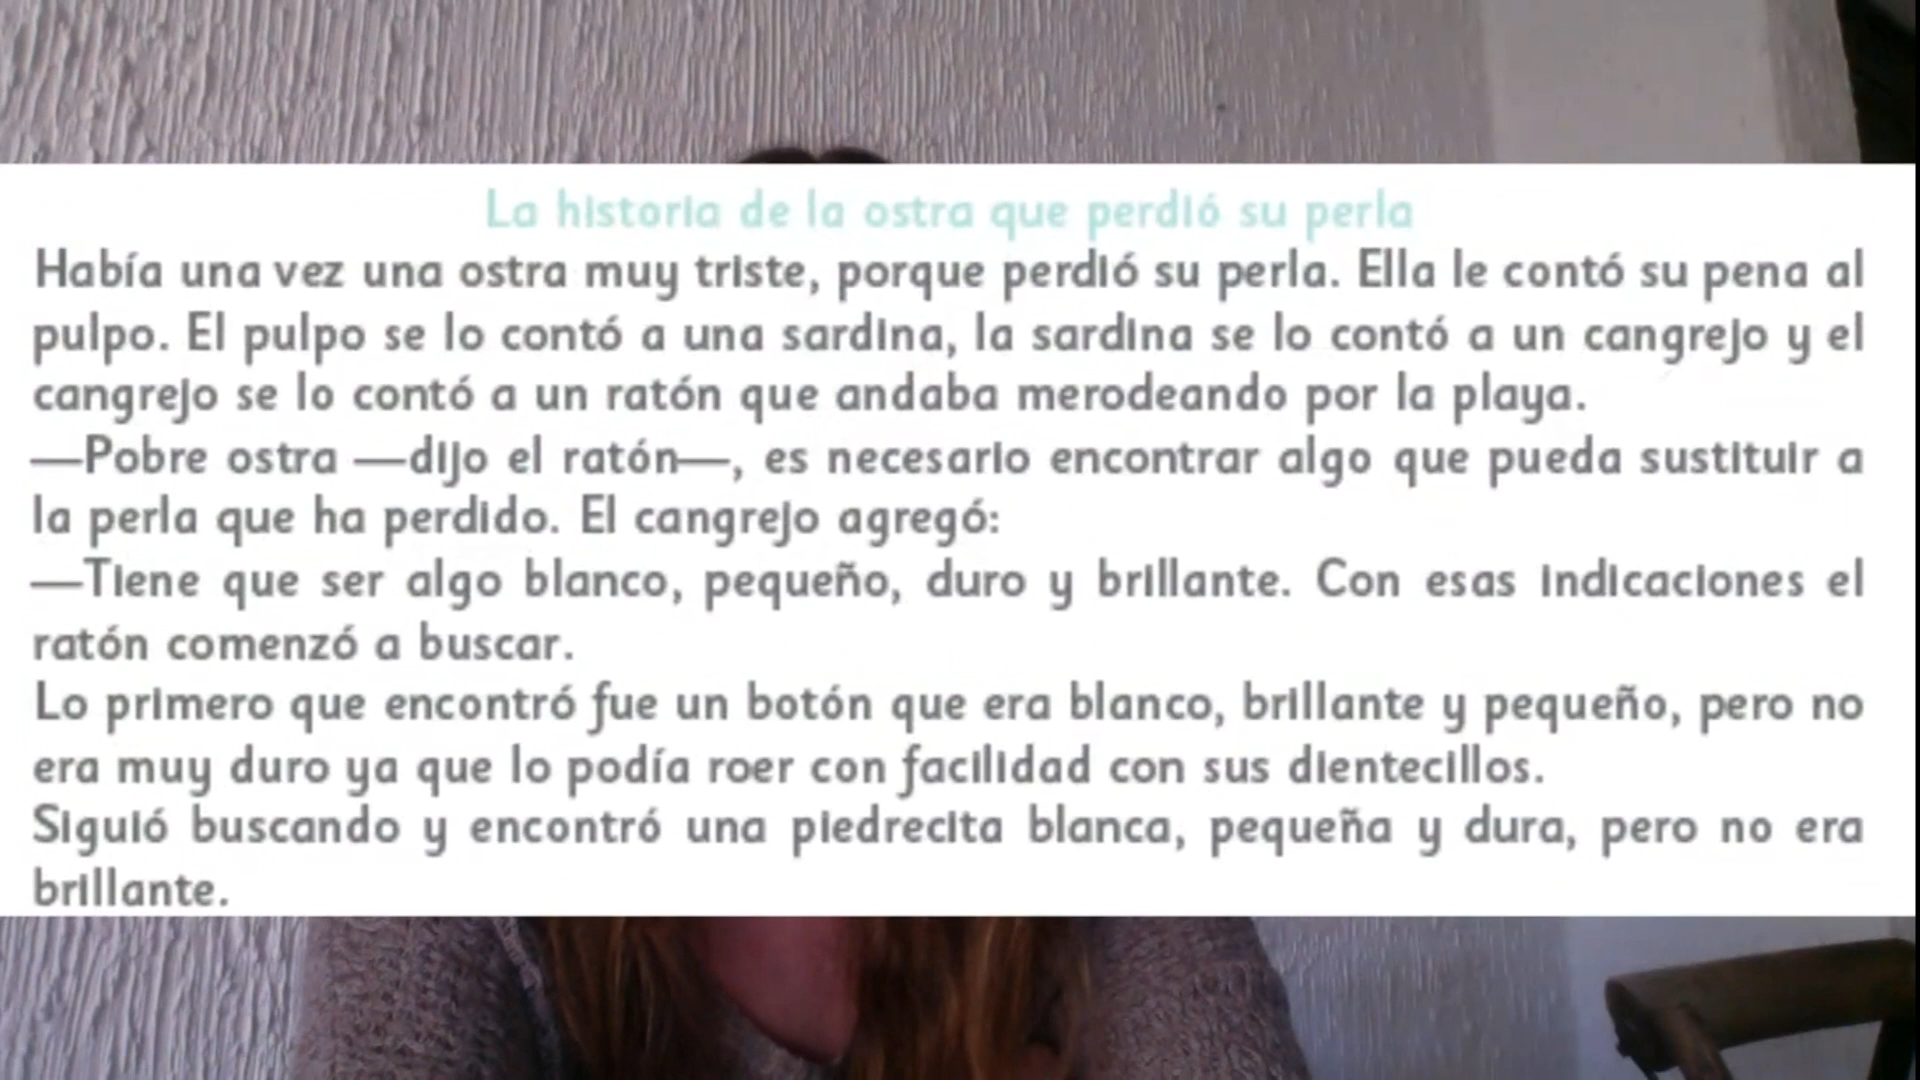 La historia de la ostra que perdió su perla
Había una vez una ostra muy triste, porque perdió su perla. Ella le contó su pena al
pulpo. El pulpo se lo contó a una sardina, la sardina se lo contó a un cangrejo y el
cangrejo se lo contó a un ratón que andaba merodeando por la playa.
—Pobre ostra —dijo el ratón—, es necesario encontrar algo que pueda sustituir a
la perla que ha perdido. El cangrejo agregó:
—Tiene que ser algo blanco, pequeño, duro y brillante. Con esas indicaciones el
ratón comenzó a buscar.
Lo primero que encontró fue un botón que era blanco, brillante y pequeño, pero no
era muy duro ya que lo podía roer con facilidad con sus dientecillos.
Siguió buscando y encontró una piedrecita blanca, pequeña y dura, pero no era
brillante.